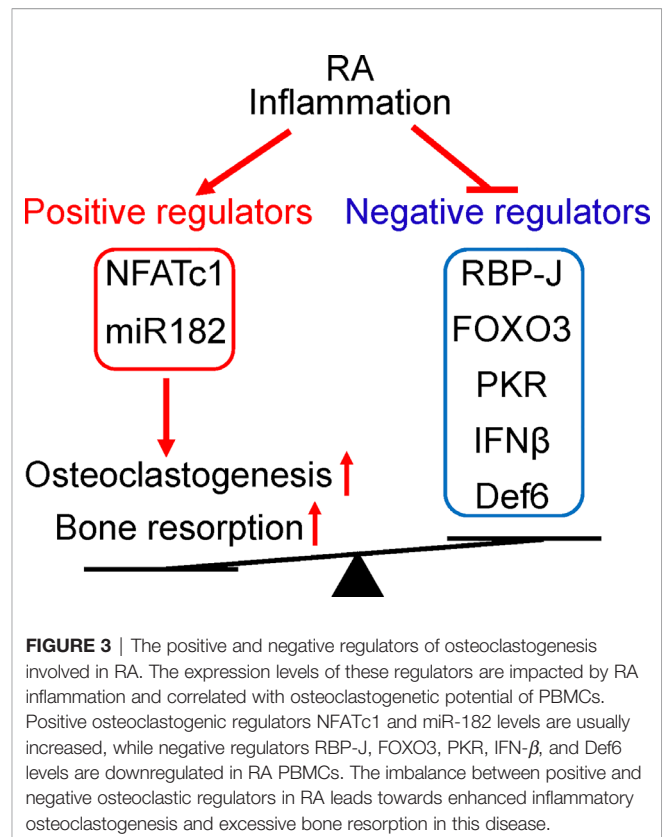 RA
Inflammation
Positive regulators
Negative regulators
NFATc1
miR182
RBP-J
FOXO3
PKR
IFNβ
Def6
Osteoclastogenesis
Bone resorption
FIGURE 3 | The positive and negative regulators of osteoclastogenesis
involved in RA. The expression levels of these regulators are impacted by RA
inflammation and correlated with osteoclastogenetic potential of PBMCs.
Positive osteoclastogenic regulators NFATc1 and miR-182 levels are usually
increased, while negative regulators RBP-J, FOXO3, PKR, IFN-β, and Def6
levels are downregulated in RA PBMCs. The imbalance between positive and
negative osteoclastic regulators in RA leads towards enhanced inflammatory
osteoclastogenesis and excessive bone resorption in this disease.